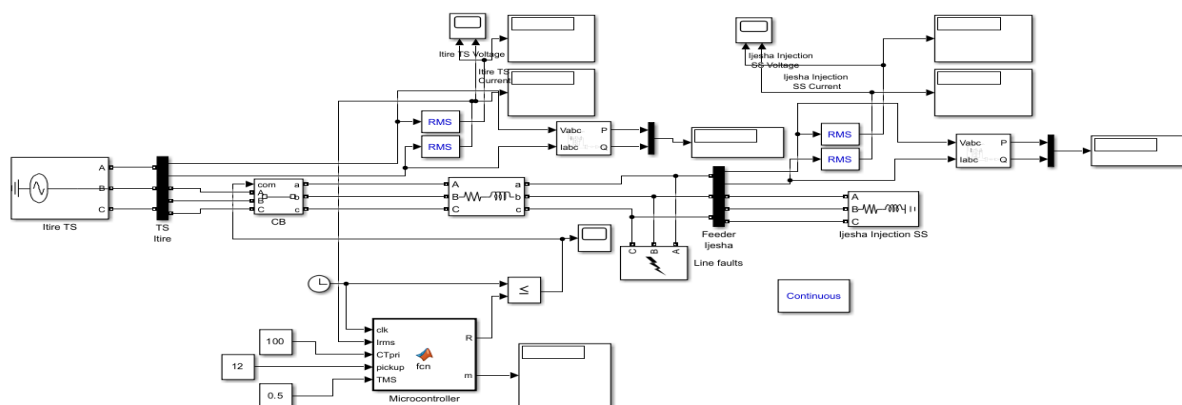 Itire TS Voltage
Itire TS
Current
Ijesha Injection
SS Voltage
Ijesha Injection
SS Current
RMS
RMS
Vabc
Iabc
P
Q
RMS
RMS
Vabc
Iabc
P
Q
A
B
C
Itire TS
A
B
C
TS
Itire
com
A
B
C
a
b
c
CB
A
B
C
a
b
c
Feeder
Ijesha
A
B
C
Ijesha Injection SS
C
B
A
Line faults
≤
Continuous
100
12
0.5
clk
Irms
CTpri
pickup
TMS
fcn
R
m
Microcontroller